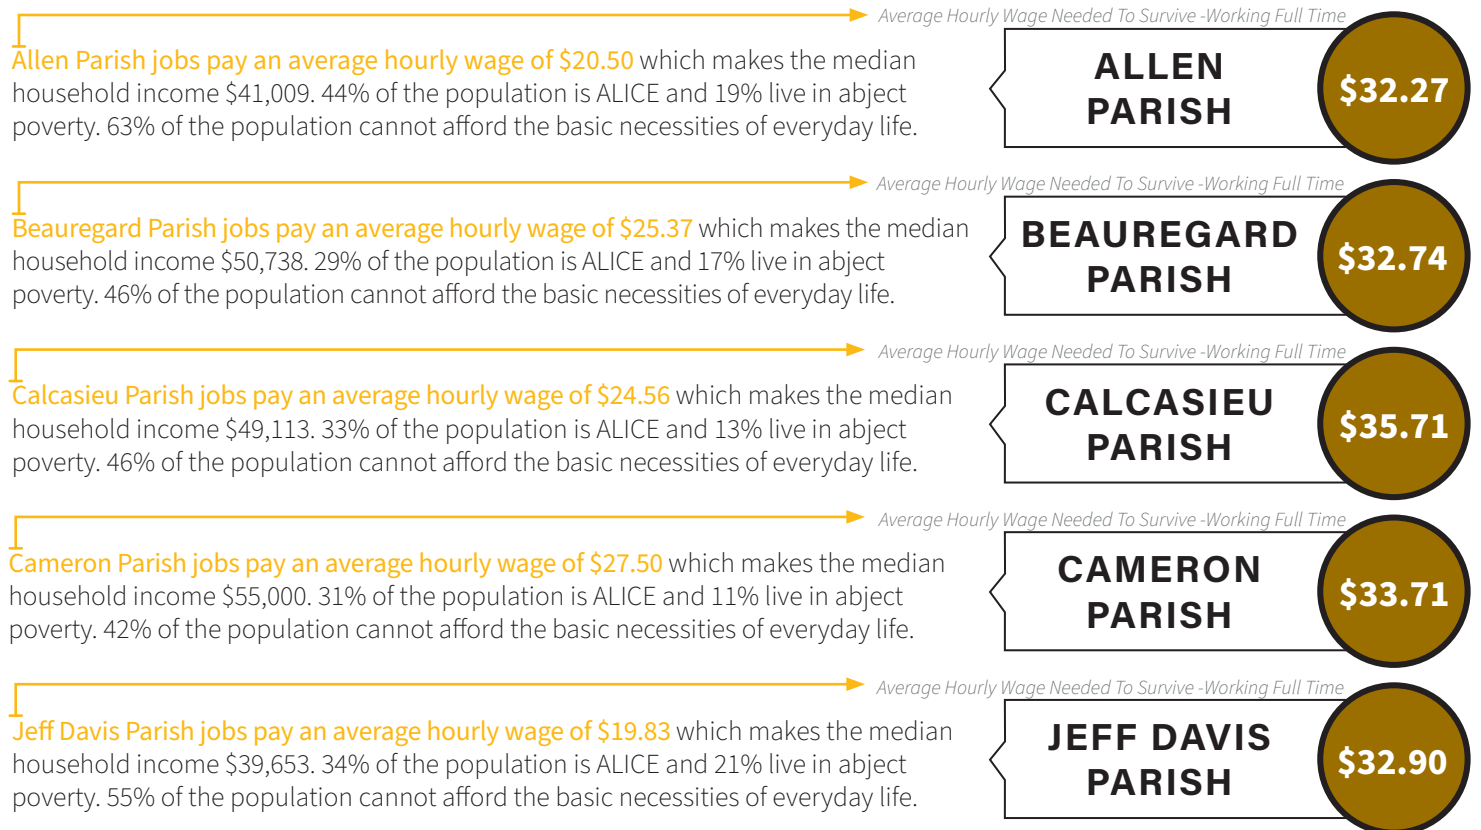 Average Hourly Wage Needed To Survive -Working Full Time
Allen Parish jobs pay an average hourly wage of $20.50 which makes the median
household income $41,009. 44% of the population is ALICE and 19% live in abject
poverty. 63% of the population cannot afford the basic necessities of everyday life.
ALLEN
PARISH
$32.27
Average Hourly Wage Needed To Survive -Working Full Time
Beauregard Parish jobs pay an average hourly wage of $25.37 which makes the median
household income $50,738. 29% of the population is ALICE and 17% live in abject
poverty. 46% of the population cannot afford the basic necessities of everyday life.
BEAUREGARD
PARISH
$32.74
Average Hourly Wage Needed To Survive -Working Full Time
Calcasieu Parish jobs pay an average hourly wage of $24.56 which makes the median
household income $49,113. 33% of the population is ALICE and 13% live in abject
poverty. 46% of the population cannot afford the basic necessities of everyday life.
CALCASIEU
PARISH
$35.71
Average Hourly Wage Needed To Survive -Working Full Time
Cameron Parish jobs pay an average hourly wage of $27.50 which makes the median
household income $55,000. 31% of the population is ALICE and 11% live in abject
poverty. 42% of the population cannot afford the basic necessities of everyday life.
CAMERON
PARISH
$33.71
Average Hourly Wage Needed To Survive -Working Full Time
Jeff Davis Parish jobs pay an average hourly wage of $19.83 which makes the median
household income $39,653. 34% of the population is ALICE and 21% live in abject
poverty. 55% of the population cannot afford the basic necessities of everyday life.
JEFF DAVIS
PARISH
$32.90